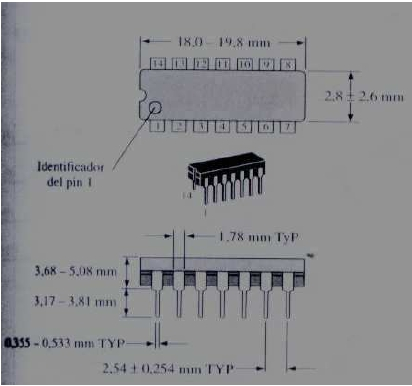 18,0 – 19,8 mm
14 13 12 11 10 9 8
2,8 ± 2,6 mm
1 2 3 4 5 6 7
Identificador
del pin 1
14
1
1,78 mm TyP
3,68 – 5,08 mm
3,17 – 3,81 mm
0,355 – 0,533 mm TYP
2,54 ± 0,254 mm TYP